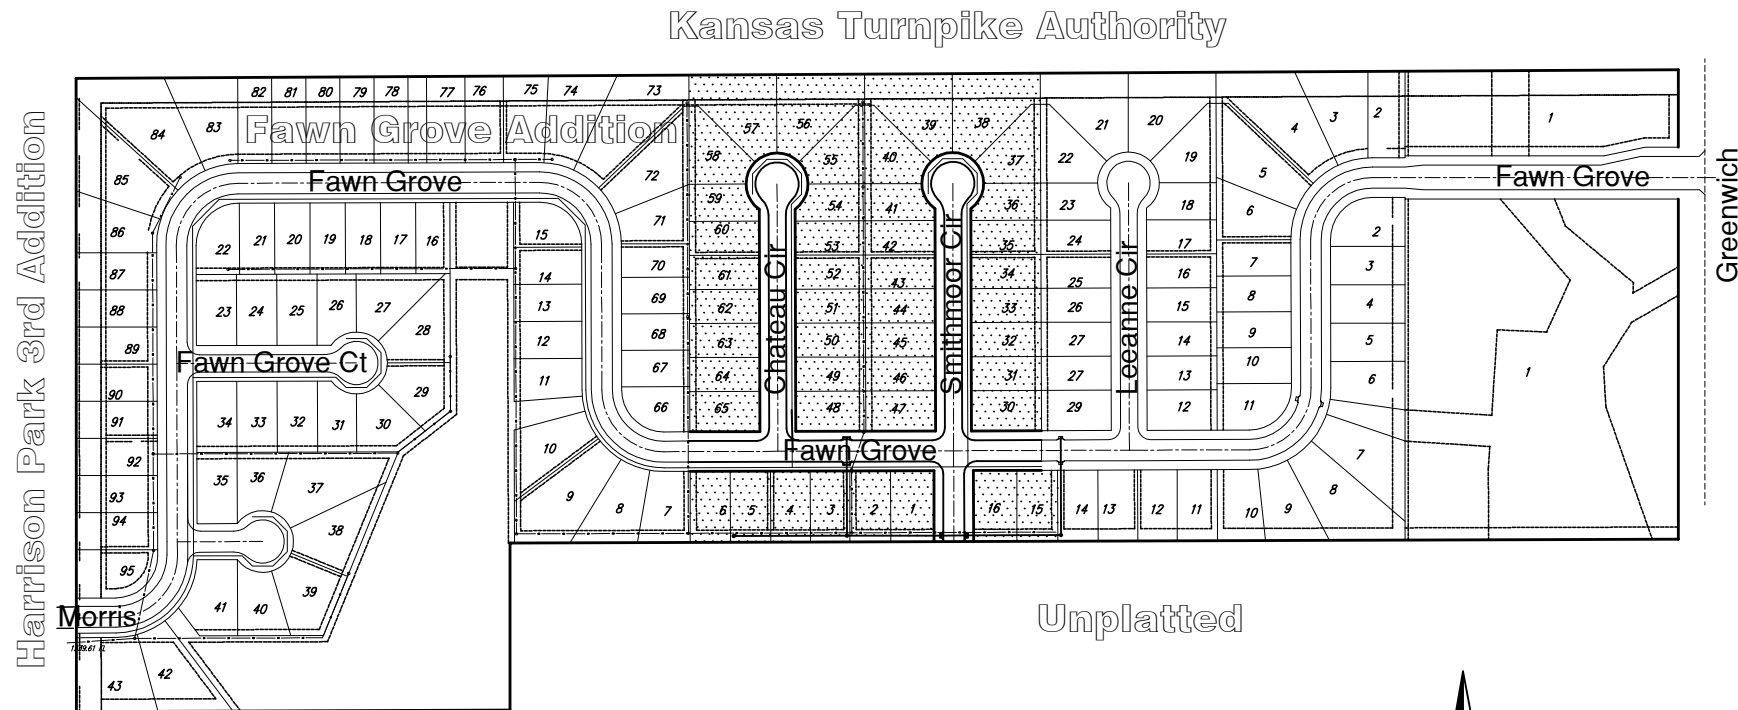 Kansas Turnpike Authority
Harrison Park 3rd Addition
82 81 80 79 78 77 76 75 74 73
84 83 Fawn Grove Addition
57 56 39 38 21 20 4 3 2 1
58 55 40 37 22 19
85 Fawn Grove 72 5 Fawn Grove Greenwich
59 54 41 36 23 18 6
86 22 21 20 19 18 17 16 15 71 60 53 42 35 24 17 2
87 14 70 61 52 43 34 25 16 7 3
88 23 24 25 26 27 28 13 69 62 51 44 33 26 15 8 4
Chateau Cir
Smithmoor Cir
Leeanne Cir
89 12 68 63 50 45 32 27 14 9 5
Fawn Grove Ct
90 29 11 67 64 49 46 31 27 13 10 6 1
91 34 33 32 31 30 66 65 48 47 30 29 12 11
92 10 Fawn Grove 7
93 35 36 37 9 8 7 6 5 4 3 2 1 16 15 14 13 12 11 10 9 8
94 38
95 41 40 39
Morris
Unplatted
43 42